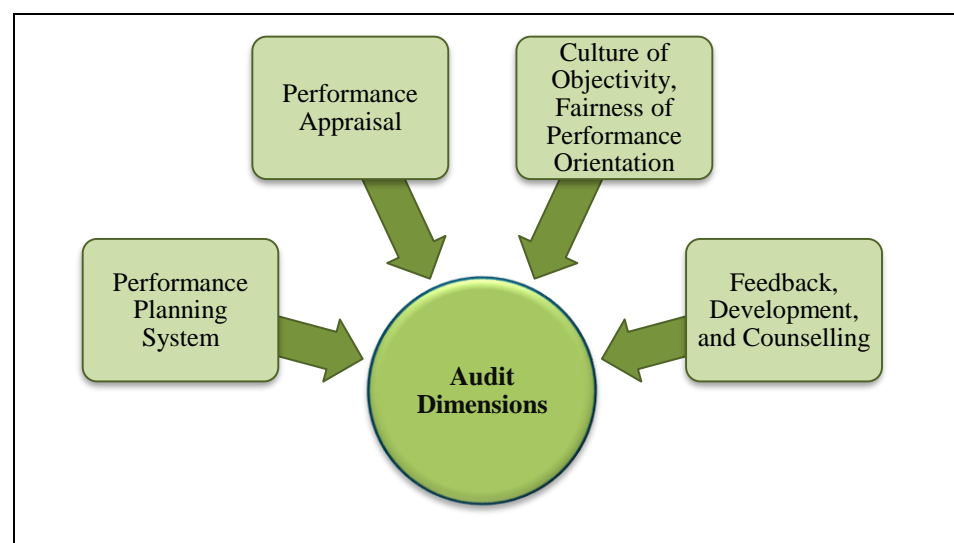 Performance
Appraisal
Culture of
Objectivity,
Fairness of
Performance
Orientation
Performance
Planning
System
Feedback,
Development,
and Counselling
Audit
Dimensions